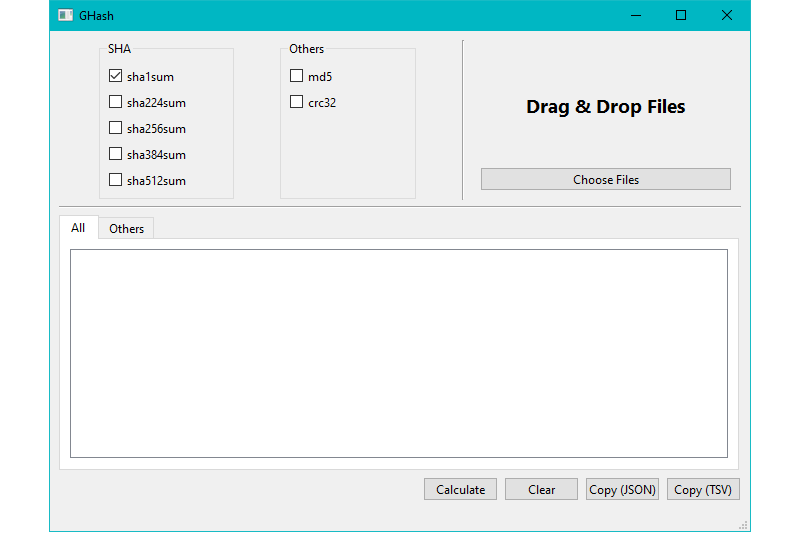 GHash
SHA
sha1sum
sha224sum
sha256sum
sha384sum
sha512sum
Others
md5
crc32
Drag & Drop Files
Choose Files
All
Others
Calculate
Clear
Copy (JSON)
Copy (TSV)